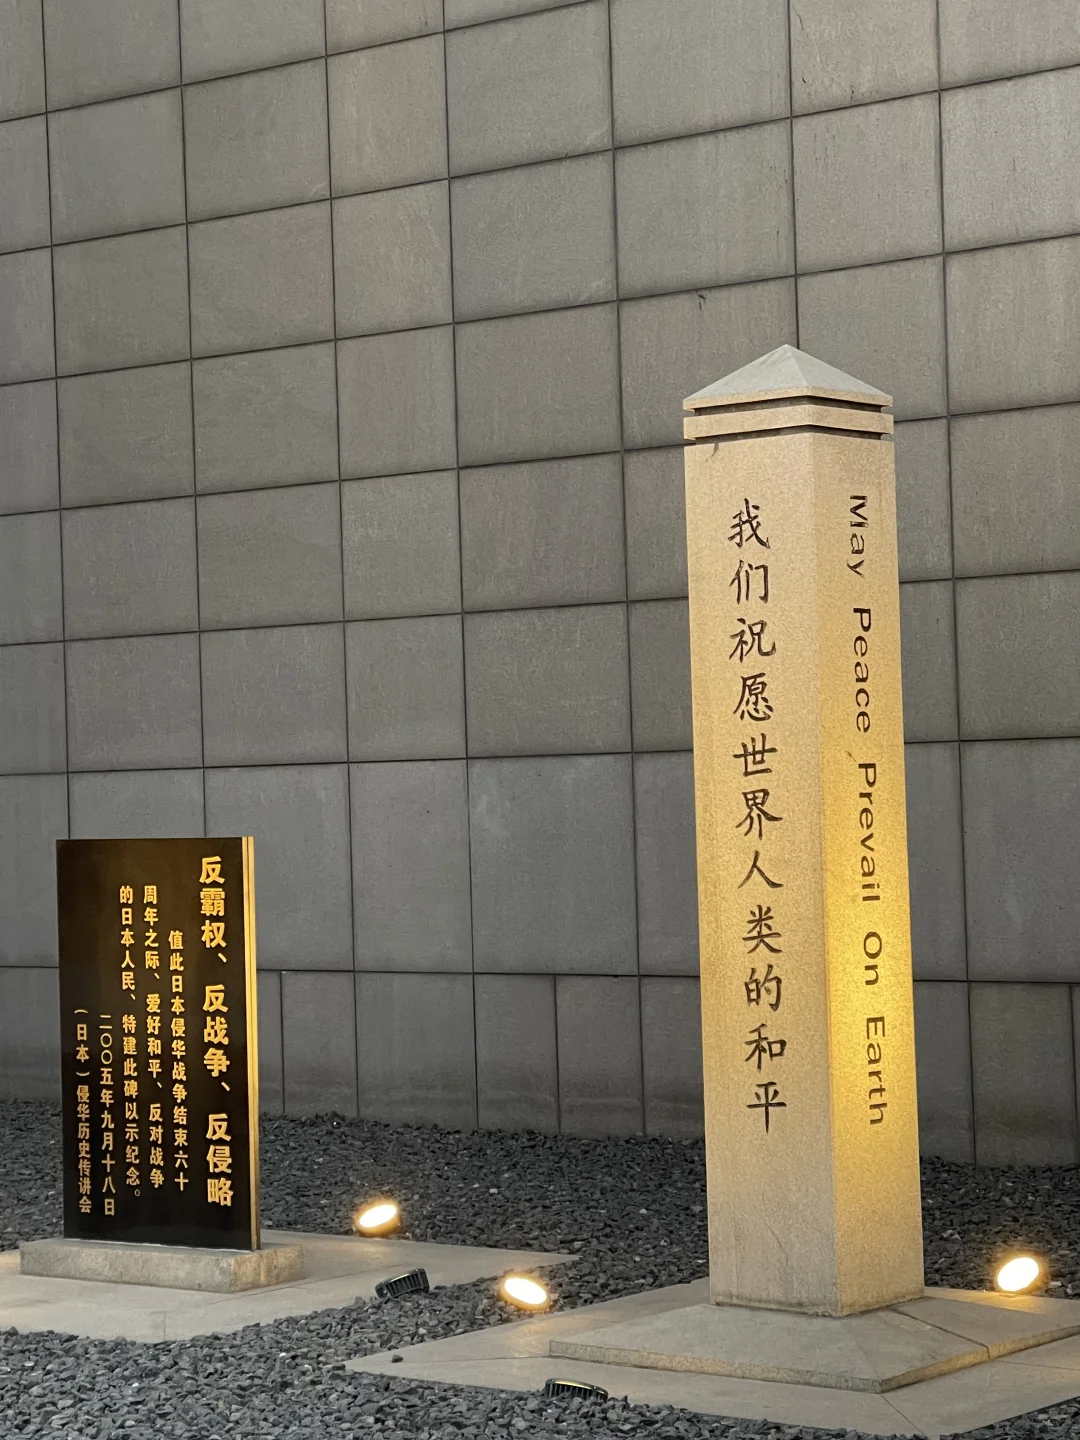 反霸权、反战争、反侵略
值此日本侵华战争结束六十
周年之际、爱好和平、反对战争
的日本人民、特建此碑以示纪念。
二〇〇五年九月十八日
(日本)侵华历史传讲会
我们祝愿世界人类的和平
May Peace Prevail On Earth